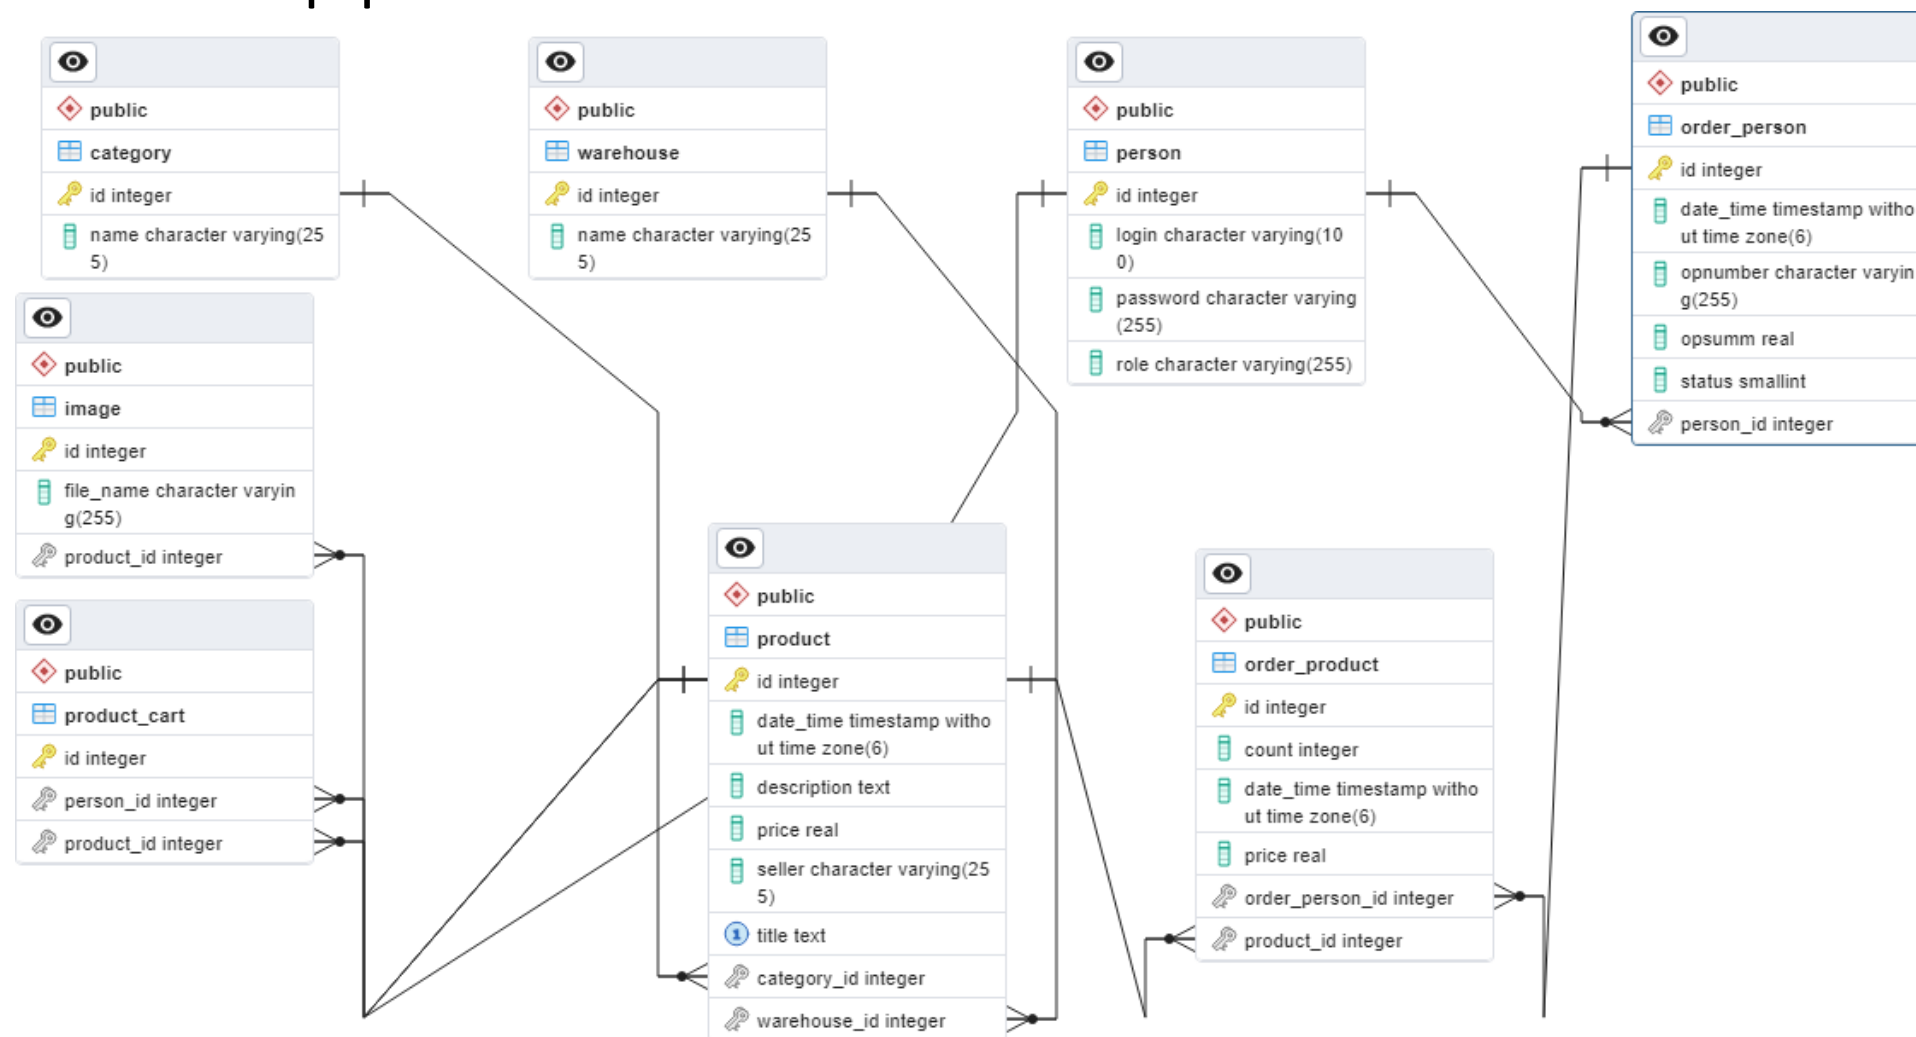 public
category
id integer
name character varying(25
5)
public
warehouse
id integer
name character varying(25
5)
public
person
id integer
login character varying(10
0)
password character varying
(255)
role character varying(255)
public
order_person
id integer
date_time timestamp witho
ut time zone(6)
opnumber character varyin
g(255)
opsumm real
status smallint
person_id integer
public
image
id integer
file_name character varyin
g(255)
product_id integer
public
product_cart
id integer
person_id integer
product_id integer
public
product
id integer
date_time timestamp witho
ut time zone(6)
description text
price real
seller character varying(25
5)
1 title text
category_id integer
warehouse_id integer
public
order_product
id integer
count integer
date_time timestamp witho
ut time zone(6)
price real
order_person_id integer
product_id integer